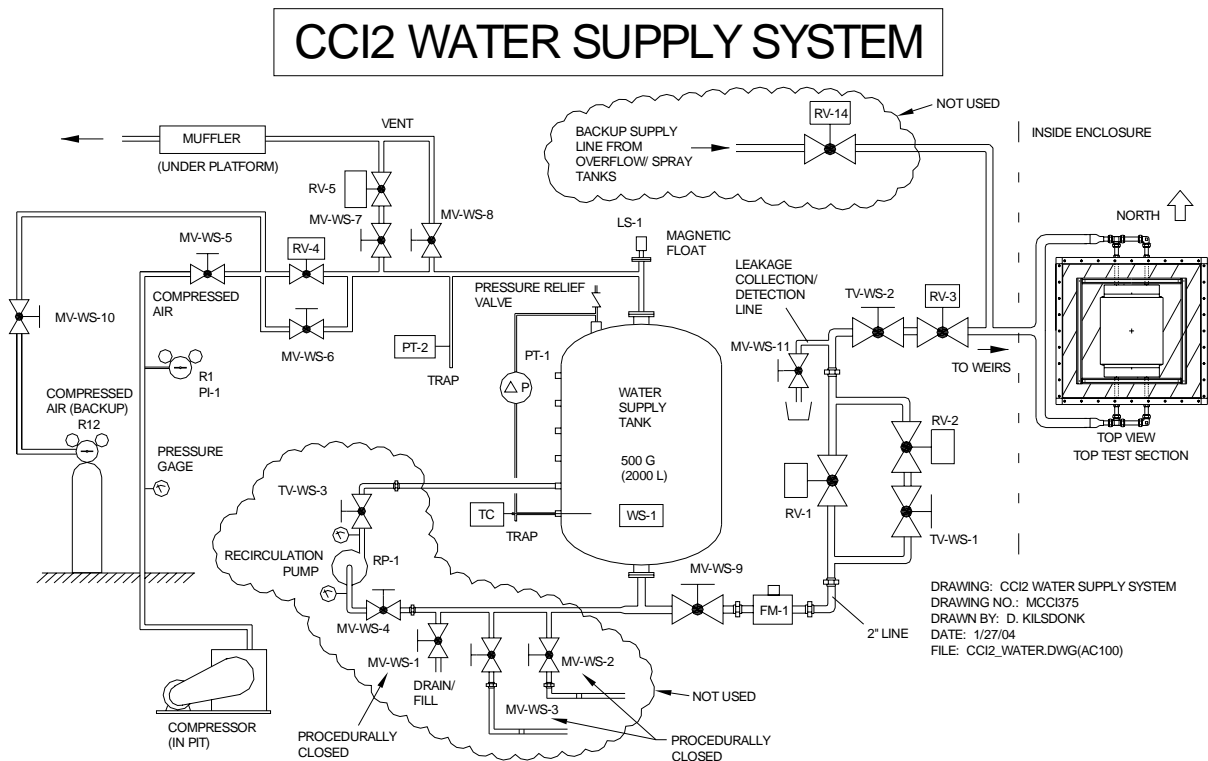 CCI2 WATER SUPPLY SYSTEM
NOT USED
RV-14
BACKUP SUPPLY
LINE FROM
OVERFLOW/ SPRAY
TANKS
INSIDE ENCLOSURE
VENT
MUFFLER
(UNDER PLATFORM)
RV-5
MV-WS-7
MV-WS-8
LS-1
MAGNETIC
FLOAT
NORTH
MV-WS-5
RV-4
COMPRESSED
AIR
MV-WS-6
MV-WS-10
PRESSURE RELIEF
VALVE
LEAKAGE
COLLECTION/
DETECTION
LINE
TV-WS-2
RV-3
MV-WS-11
TO WEIRS
PT-2
TRAP
PT-1
△ P
R1
PI-1
COMPRESSED
AIR (BACKUP)
R12
PRESSURE
GAGE
WATER
SUPPLY
TANK
500 G
(2000 L)
WS-1
RV-2
RV-1
TV-WS-1
TOP VIEW
TOP TEST SECTION
TV-WS-3
TC
TRAP
RECIRCULATION
PUMP
RP-1
MV-WS-4
MV-WS-9
FM-1
2" LINE
DRAWING: CCI2 WATER SUPPLY SYSTEM
DRAWING NO.: MCCI375
DRAWN BY: D. KILSDONK
DATE: 1/27/04
FILE: CCI2_WATER.DWG(AC100)
MV-WS-1
DRAIN/
FILL
MV-WS-2
MV-WS-3
NOT USED
COMPRESSOR
(IN PIT)
PROCEDURALLY
CLOSED
PROCEDURALLY
CLOSED